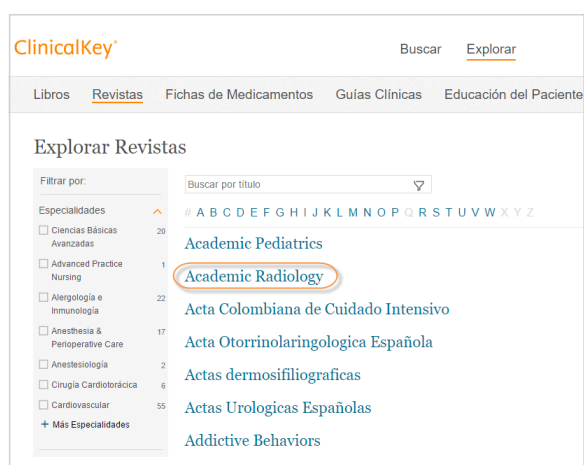 ClinicalKey®
Buscar Explorar
Libros Revistas Fichas de Medicamentos Guías Clínicas Educación del Paciente
Explorar Revistas
Filtrar por:
Buscar por título
Especialidades
# A B C D E F G H I J K L M N O P Q R S T U V W X Y Z
Ciencias Básicas 20
Avanzadas
Academic Pediatrics
Advanced Practice 1
Nursing
Academic Radiology
Alergología e 22
Inmunología
Acta Colombiana de Cuidado Intensivo
Anesthesia & 17
Perioperative Care
Acta Otorrinolaringologica Española
Anestesiología 2
Actas dermosifiliograficas
Cirugía Cardiotorácica 6
Cardiovascular 55
Actas Urologicas Españolas
+ Más Especialidades
Addictive Behaviors